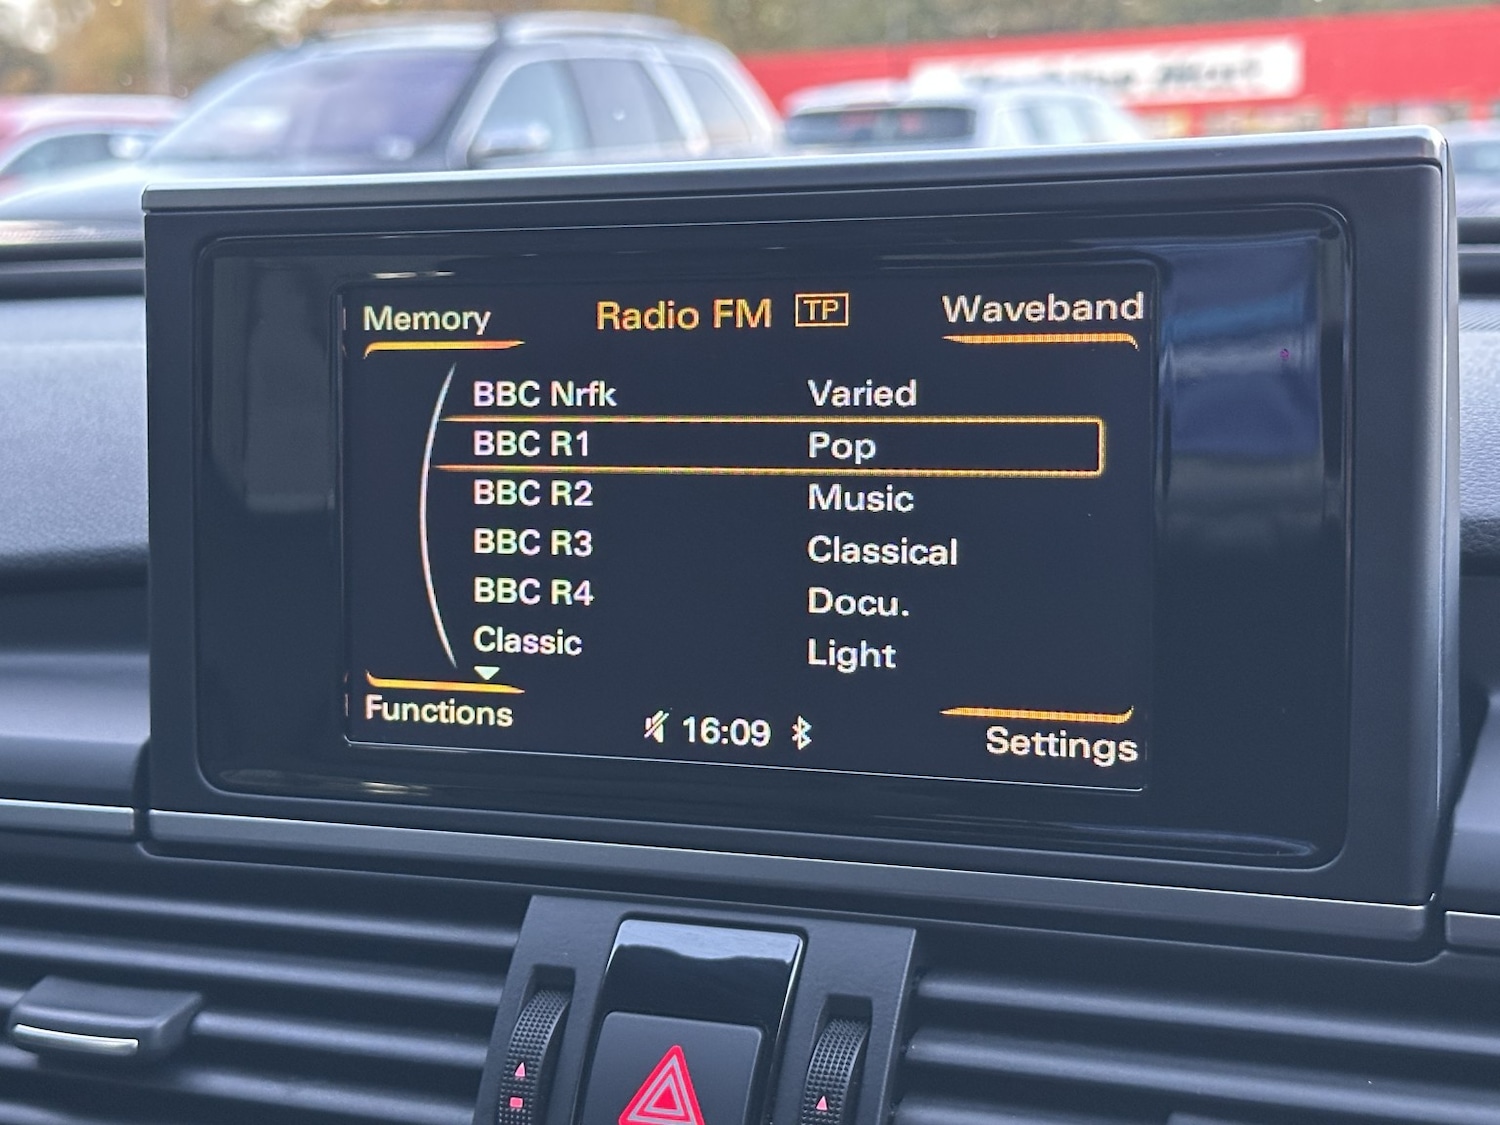 Memory Radio FM TP Waveband
BBC Nrfk Varied
BBC R1 Pop
BBC R2 Music
BBC R3 Classical
BBC R4 Docu.
Classic Light
Functions 16:09 Settings